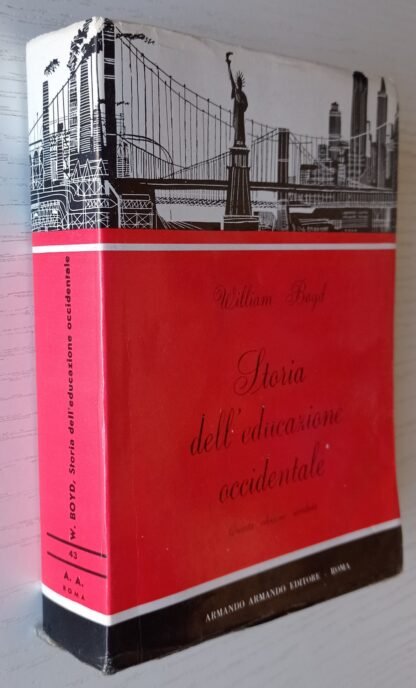 William Boyd
Storia
dell'educazione
occidentale
ARMANDO ARMANDO EDITORE - ROMA
W. BOYD, Storia dell'educazione occidentale
43
A. A.
ROMA